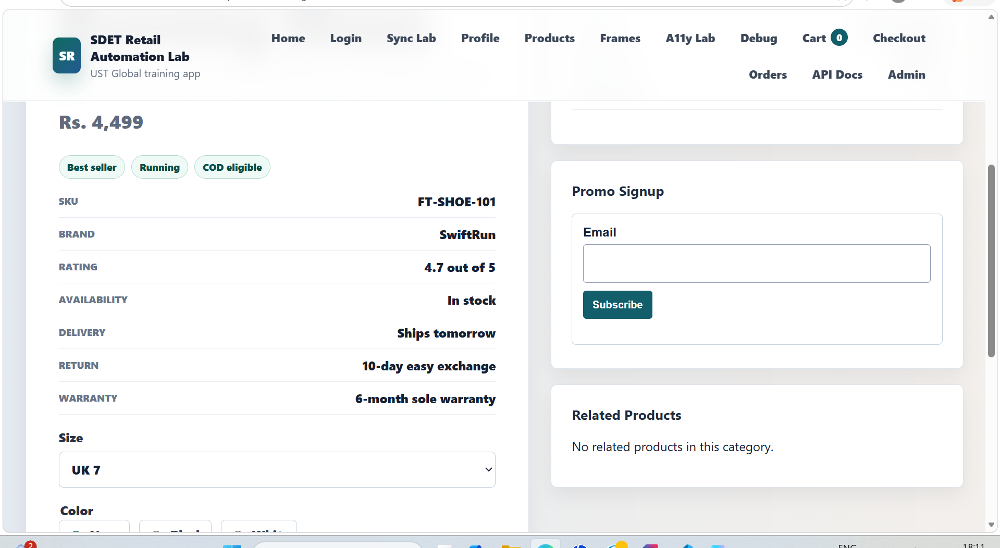 SR
SDET Retail
Automation Lab
UST Global training app
Home Login Sync Lab Profile Products Frames A11y Lab Debug Cart 0 Checkout
Orders API Docs Admin
Rs. 4,499
Best seller Running COD eligible
SKU FT-SHOE-101
BRAND SwiftRun
RATING 4.7 out of 5
AVAILABILITY In stock
DELIVERY Ships tomorrow
RETURN 10-day easy exchange
WARRANTY 6-month sole warranty
Size
UK 7
Color
Promo Signup
Email
Subscribe
Related Products
No related products in this category.
2
ENG
18:11